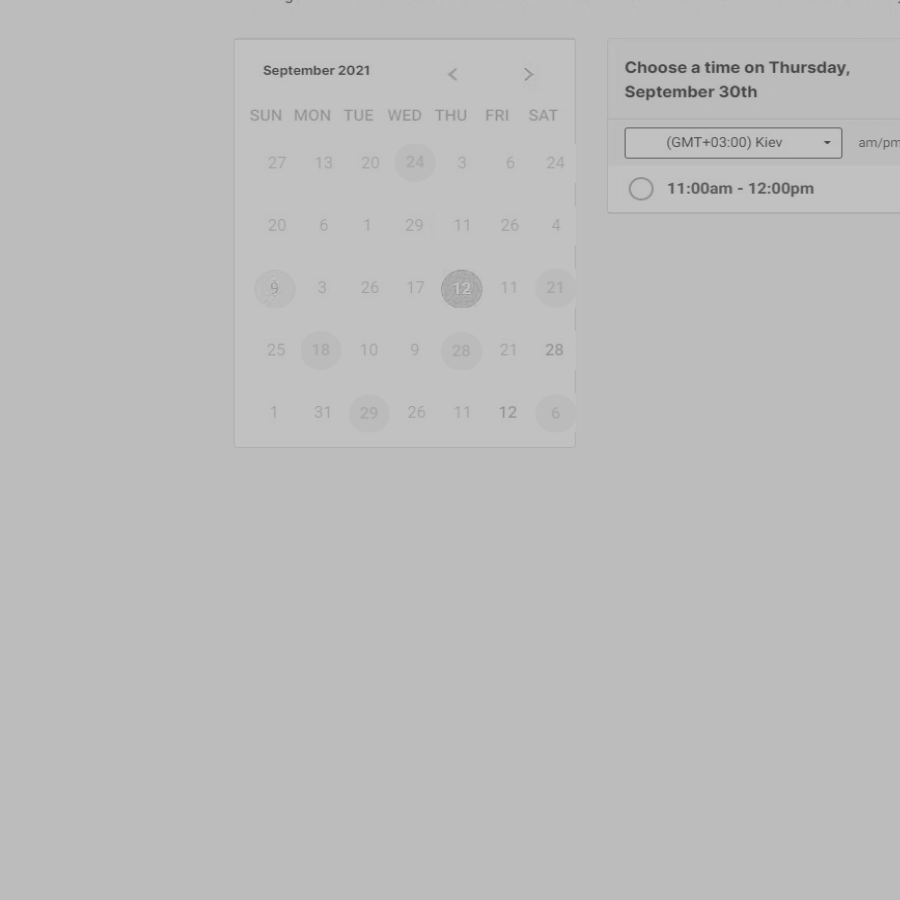 September 2021
SUN MON TUE WED THU FRI SAT
27 13 20 24 3 6 24
20 6 1 29 11 26 4
9 3 26 17 12 11 21
25 18 10 9 28 21 28
1 31 29 26 11 12 6
Choose a time on Thursday,
September 30th
(GMT+03:00) Kiev am/pm
11:00am - 12:00pm